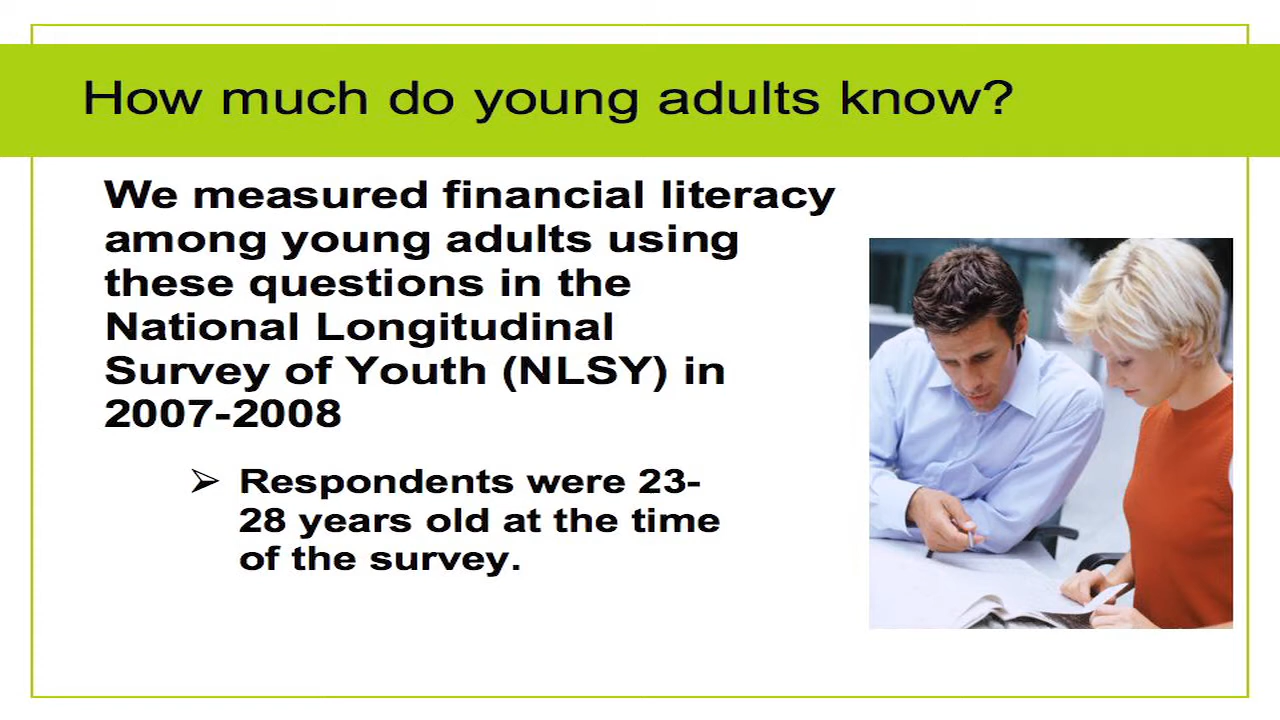 How much do young adults know?
We measured financial literacy
among young adults using
these questions in the
National Longitudinal
Survey of Youth (NLSY) in
2007-2008
➢ Respondents were 23-
28 years old at the time
of the survey.